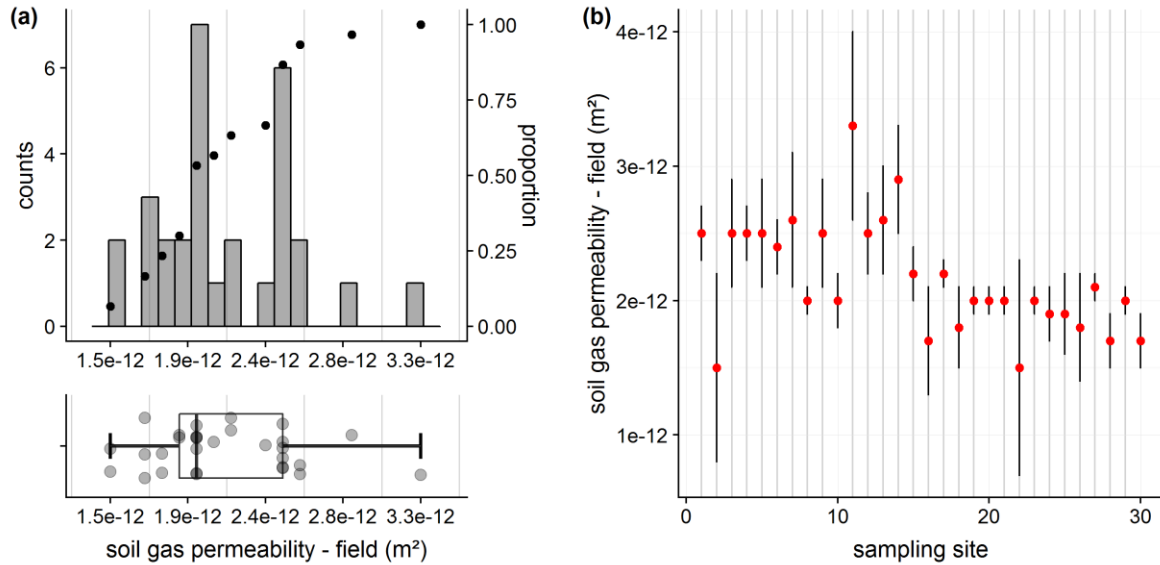 (a)
counts
6
4
2
0
1.00
0.75
0.50
0.25
0.00
proportion
1.5e-12 1.9e-12 2.4e-12 2.8e-12 3.3e-12
1.5e-12 1.9e-12 2.4e-12 2.8e-12 3.3e-12
soil gas permeability - field (m²)
(b)
soil gas permeability - field (m²)
4e-12
3e-12
2e-12
1e-12
0 10 20 30
sampling site